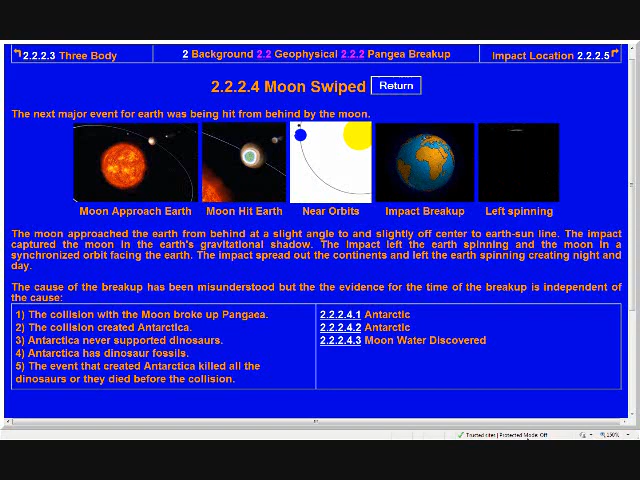 2.2.2.3 Three Body
2 Background 2.2 Geophysical 2.2.2 Pangea Breakup
Impact Location 2.2.2.5
2.2.2.4 Moon Swiped Return
The next major event for earth was being hit from behind by the moon.
Moon Approach Earth
Moon Hit Earth
Near Orbits
Impact Breakup
Left spinning
The moon approached the earth from behind at a slight angle to and slightly off center to earth-sun line. The impact
captured the moon in the earth's gravitational shadow. The Impact left the earth spinning and the moon in a
synchronized orbit facing the earth. The impact spread out the continents and left the earth spinning creating night and
day.
The cause of the breakup has been misunderstood but the the evidence for the time of the breakup is independent of
the cause:
1) The collision with the Moon broke up Pangaea.
2) The collision created Antarctica.
3) Antarctica never supported dinosaurs.
4) Antarctica has dinosaur fossils.
5) The event that created Antarctica killed all the
dinosaurs or they died before the collision.
2.2.2.4.1 Antarctic
2.2.2.4.2 Antarctic
2.2.2.4.3 Moon Water Discovered
Trusted sites | Protected Mode: Off
150%